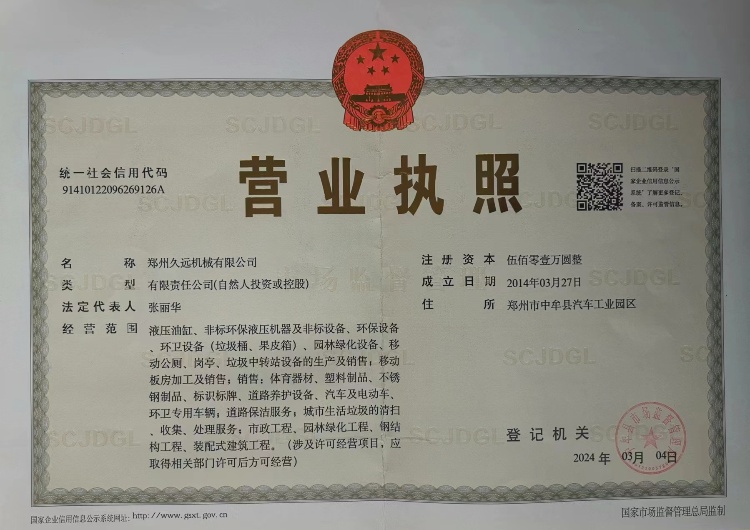 统一社会信用代码
91410122096269126A
营业执照
扫描二维码登录“国
家企业信用信息公示
系统”了解更多登记、
备案、许可监管信息。
名 称 郑州久远机械有限公司
类 型 有限责任公司(自然人投资或控股)
法定代表人 张丽华
经营范围 液压油缸、非标环保液压机器及非标设备、环保设备
、环卫设备（垃圾桶、果皮箱）、园林绿化设备、移
动公厕、岗亭、垃圾中转站设备的生产及销售；移动
板房加工及销售；销售：体育器材、塑料制品、不锈
钢制品、标识标牌、道路养护设备、汽车及电动车、
环卫专用车辆；道路保洁服务；城市生活垃圾的清扫
、收集、处理服务；市政工程、园林绿化工程、钢结
构工程、装配式建筑工程。（涉及许可经营项目，应
取得相关部门许可后方可经营）
注册资本 伍佰零壹万圆整
成立日期 2014年03月27日
住 所 郑州市中牟县汽车工业园区
登记机关
2024 年 03月 04日
国家企业信用信息公示系统网址：http://www.gsxt.gov.cn
国家市场监督管理总局监制
SCJDGL